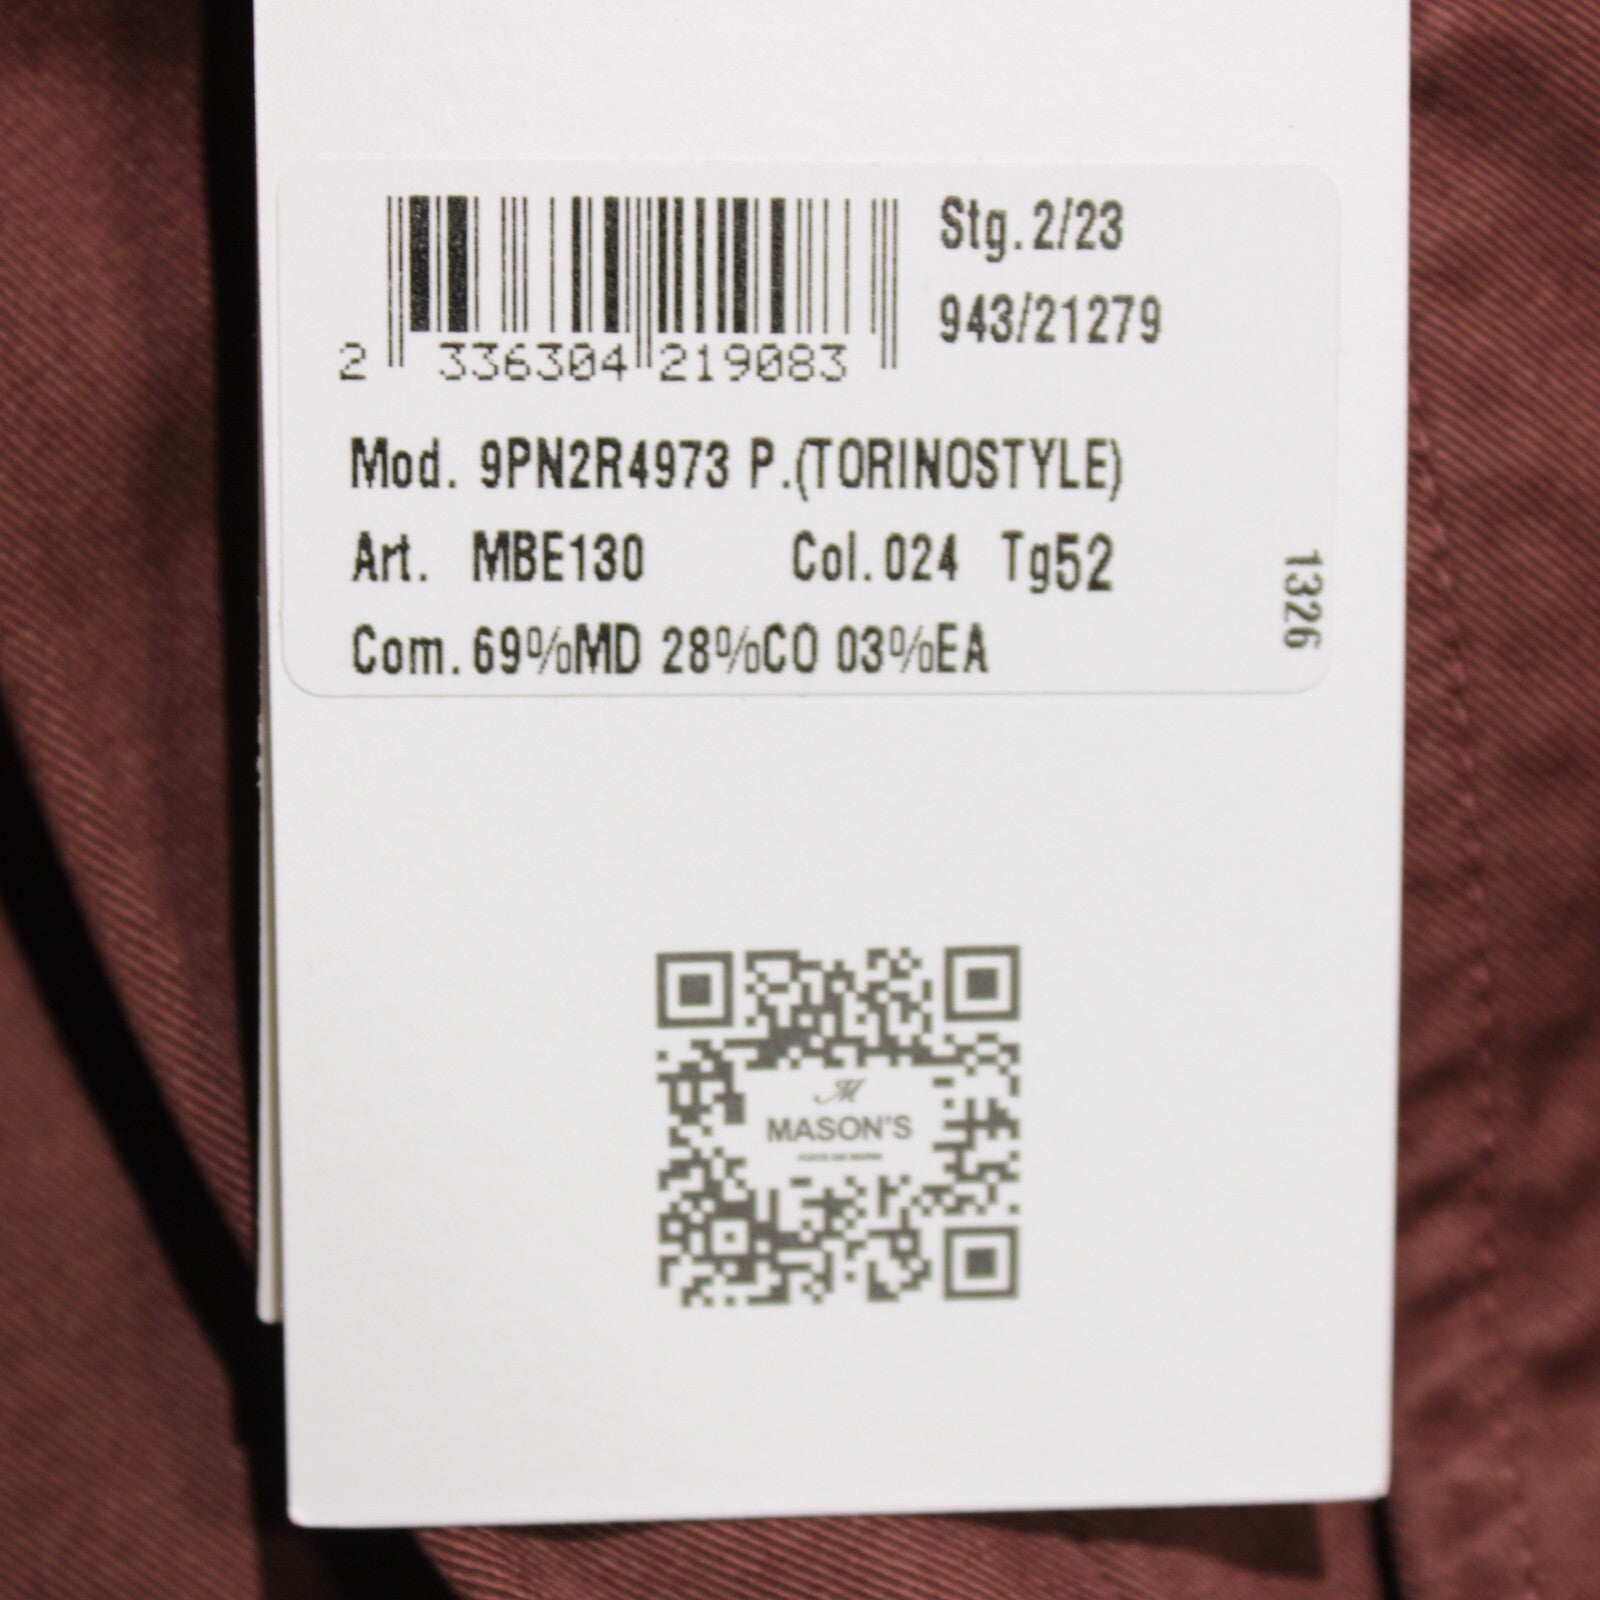 Stg.2/23
943/21279
2 336304 219083
Mod. 9PN2R4973 P.(TORINOSTYLE)
Art. MBE130 Col.024 Tg52
Com.69%MD 28%CO 03%EA
1326
M
MASON'S